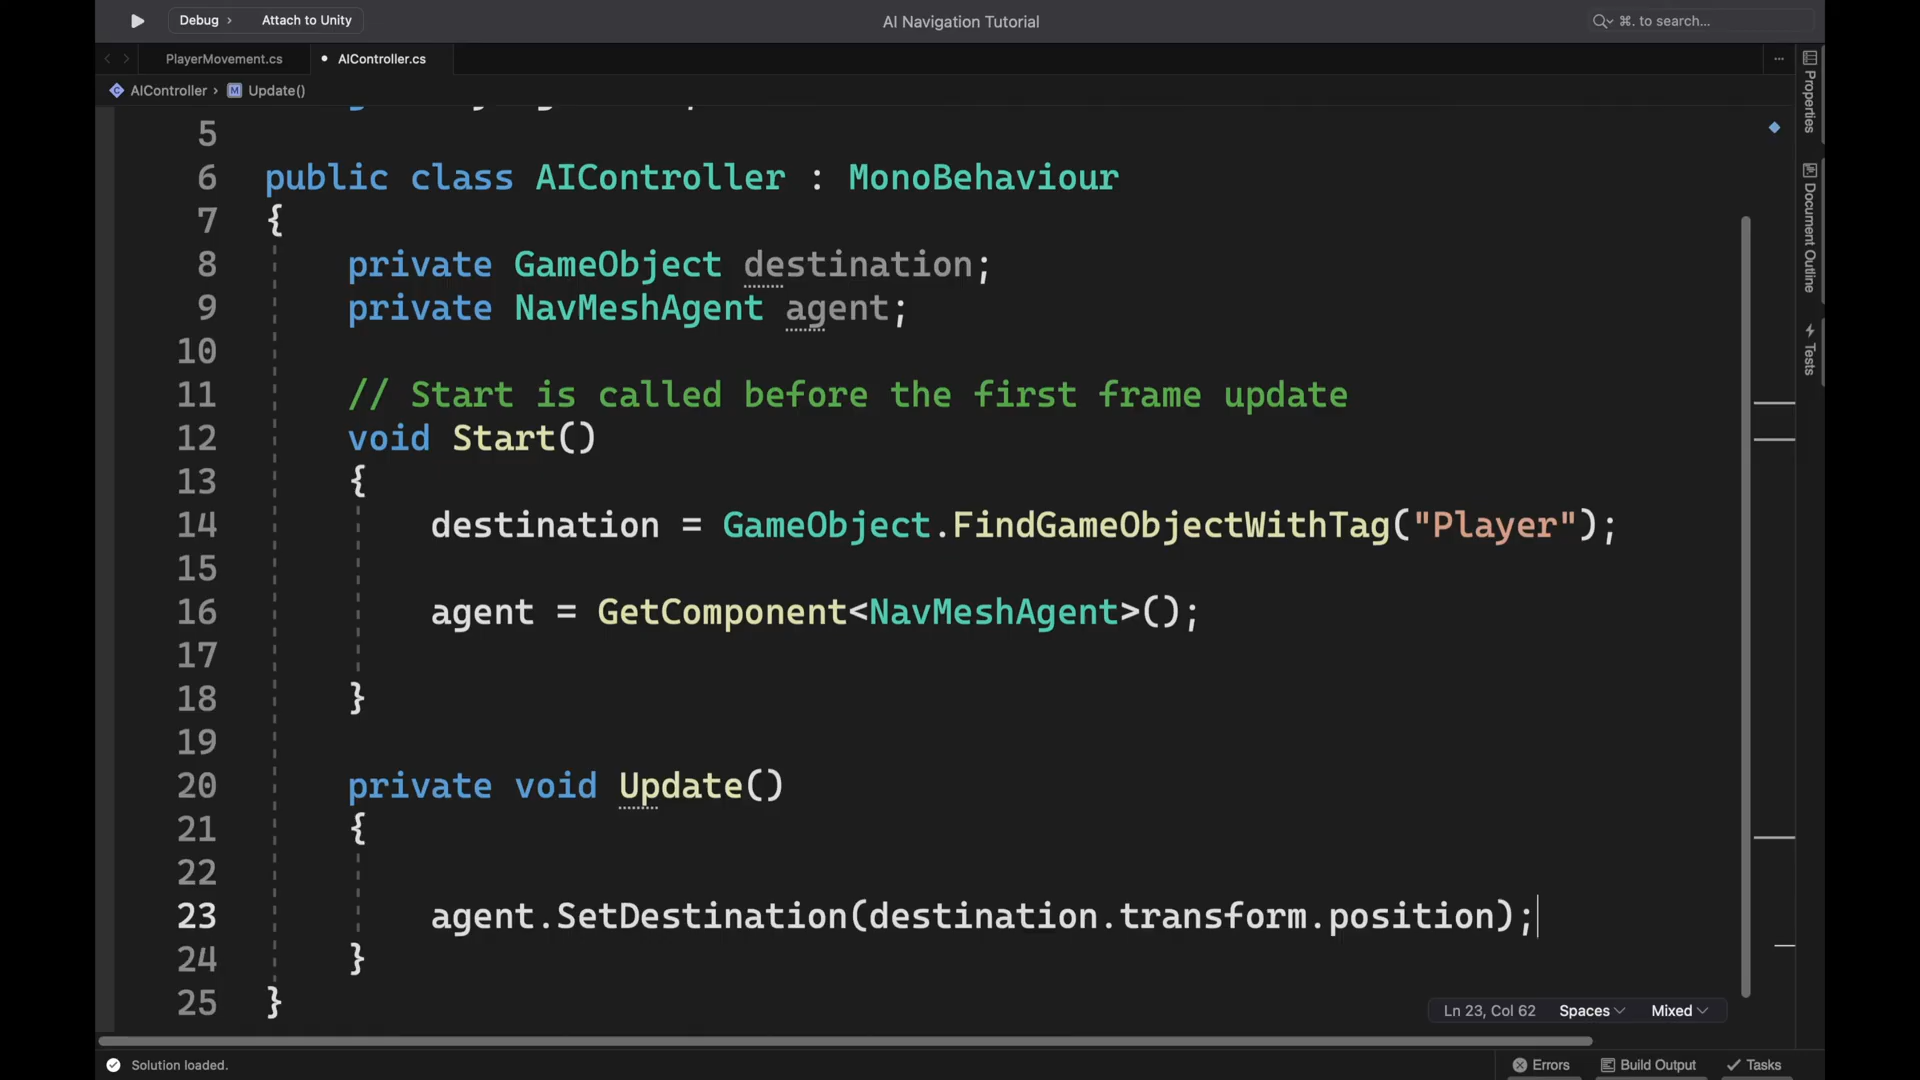 Debug › Attach to Unity
AI Navigation Tutorial
⌘. to search...
PlayerMovement.cs
AIController.cs
AIController › M Update()
Properties
Document Outline
Tests
5
6 public class AIController : MonoBehaviour
7 {
8 private GameObject destination;
9 private NavMeshAgent agent;
10
11 // Start is called before the first frame update
12 void Start()
13 {
14 destination = GameObject.FindGameObjectWithTag("Player");
15
16 agent = GetComponent<NavMeshAgent>();
17
18 }
19
20 private void Update()
21 {
22
23 agent.SetDestination(destination.transform.position);
24 }
25 }
Ln 23, Col 62 Spaces Mixed
Solution loaded.
Errors Build Output Tasks